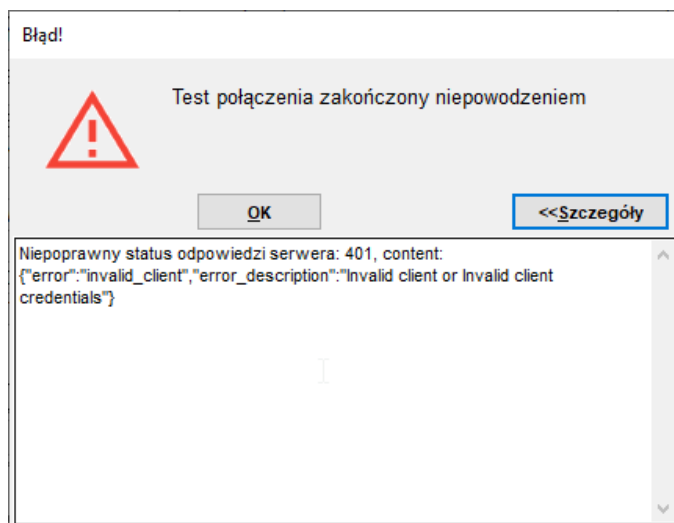 Błąd!
Test połączenia zakończony niepowodzeniem
OK
<<Szczegóły
Niepoprawny status odpowiedzi serwera: 401, content:
{"error":"invalid_client","error_description":"Invalid client or Invalid client
credentials"}